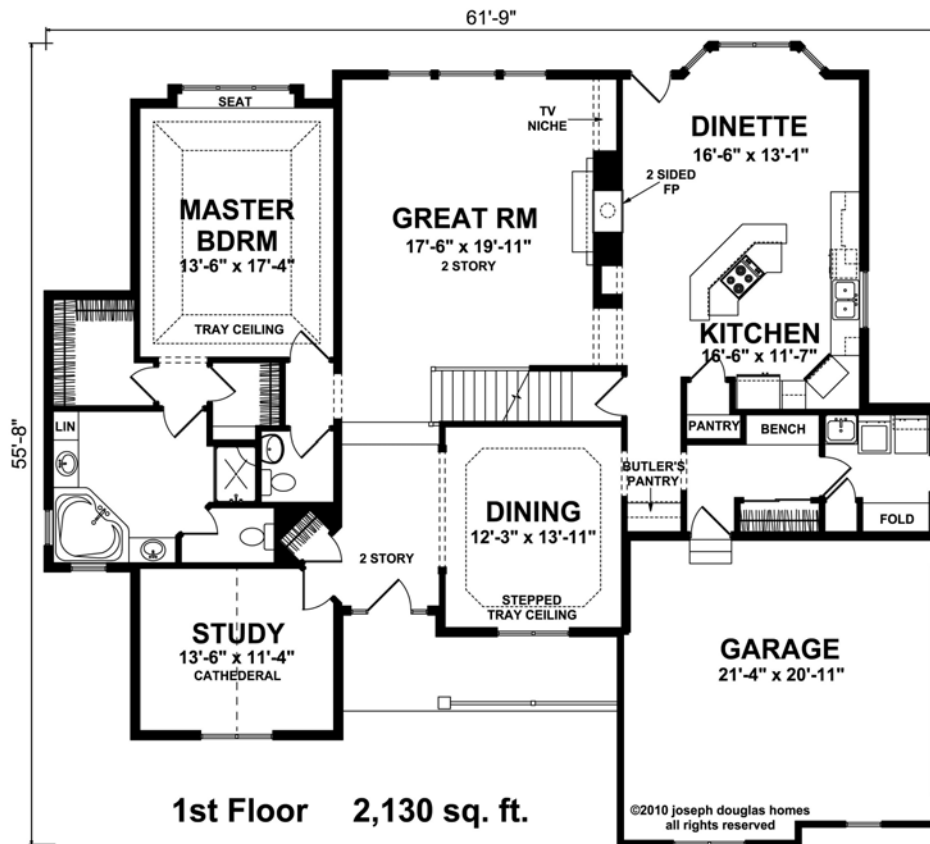 61'-9"
55'-8"
SEAT
MASTER
BDRM
13'-6" x 17'-4"
TRAY CEILING
GREAT RM
17'-6" x 19'-11"
2 STORY
TV
NICHE
2 SIDED
FP
DINETTE
16'-6" x 13'-1"
KITCHEN
16'-6" x 11'-7"
LIN
PANTRY
BENCH
BUTLER'S
PANTRY
FOLD
DINING
12'-3" x 13'-11"
STEPPED
TRAY CEILING
2 STORY
STUDY
13'-6" x 11'-4"
CATHEDERAL
GARAGE
21'-4" x 20'-11"
1st Floor 2,130 sq. ft.
©2010 joseph douglas homes
all rights reserved